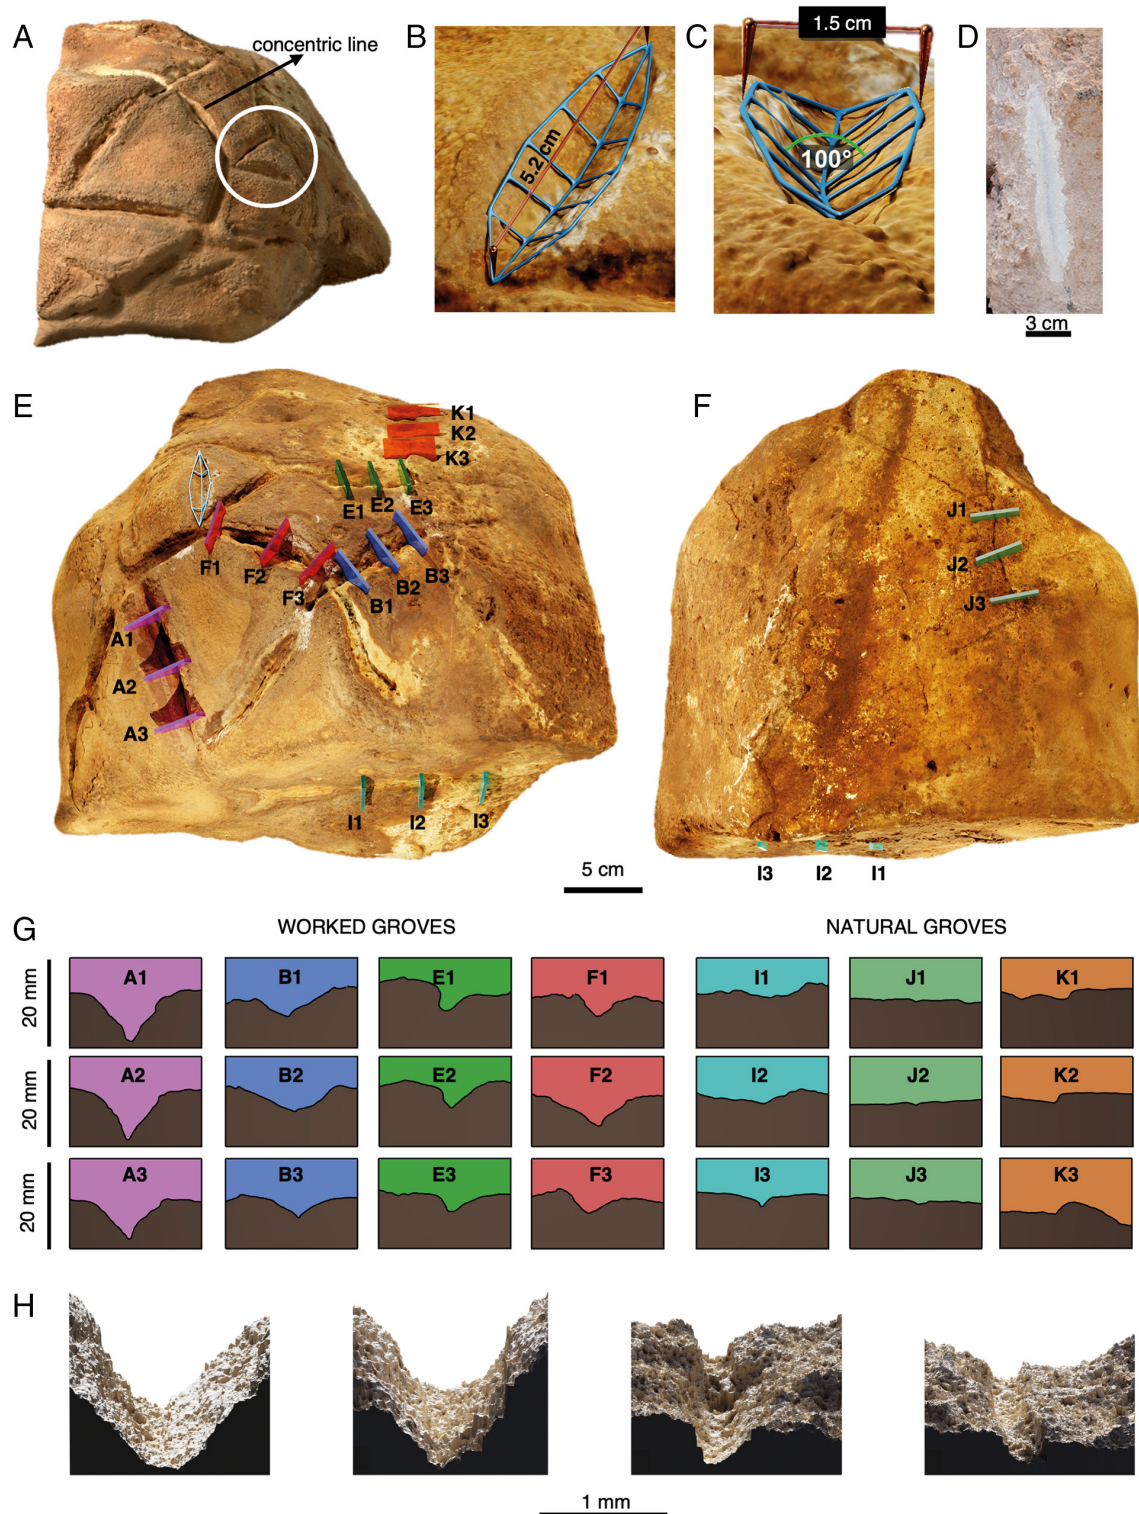 A
concentric line
B
5.2 cm
C
1.5 cm
100°
D
3 cm
E
K1
K2
K3
E1
E2
E3
F1
F2
F3
B1
B2
B3
A1
A2
A3
I1
I2
I3
F
J1
J2
J3
I3
I2
I1
5 cm
G
WORKED GROVES
NATURAL GROVES
20 mm
A1
B1
E1
F1
I1
J1
K1
20 mm
A2
B2
E2
F2
I2
J2
K2
20 mm
A3
B3
E3
F3
I3
J3
K3
H
1 mm